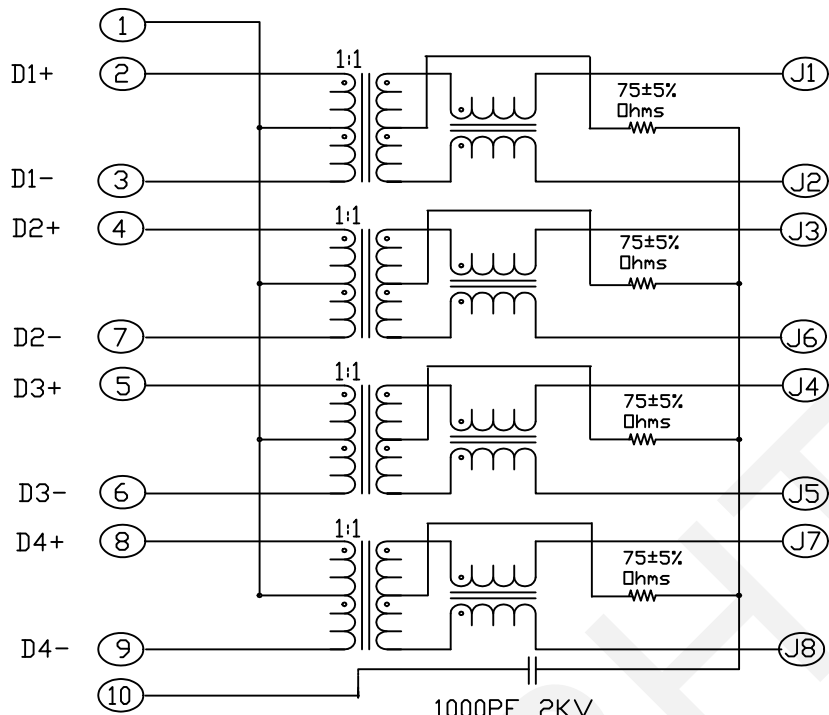 1
D1+ 2 1:1 J1
75±5%
Ohms
D1- 3 J2
D2+ 4 1:1 J3
75±5%
Ohms
D2- 7 J6
D3+ 5 1:1 J4
75±5%
Ohms
D3- 6 J5
D4+ 8 1:1 J7
75±5%
Ohms
D4- 9 J8
10
1000PF 2KV